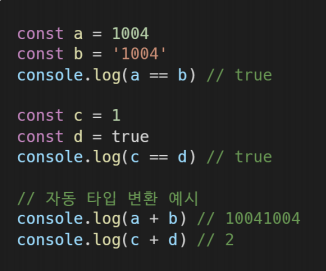 const a = 1004
const b = '1004'
console.log(a == b) // true
const c = 1
const d = true
console.log(c == d) // true
// 자동 타입 변환 예시
console.log(a + b) // 10041004
console.log(c + d) // 2